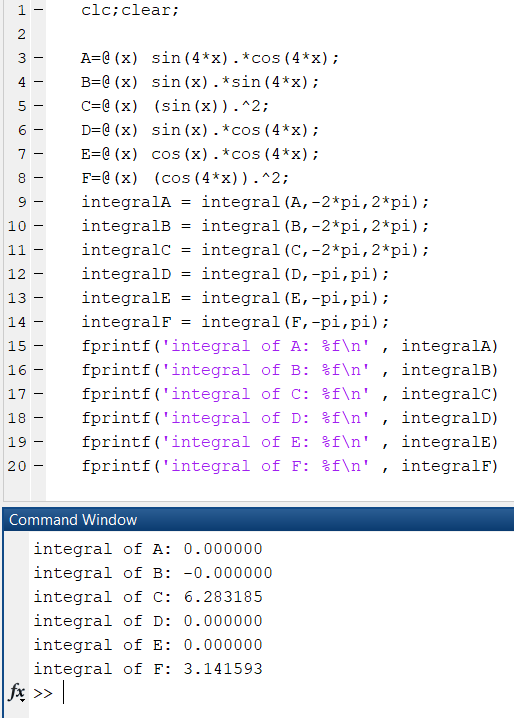 1 - clc;clear;
2
3 - A=@(x) sin(4*x).*cos(4*x);
4 - B=@(x) sin(x).*sin(4*x);
5 - C=@(x) (sin(x)).^2;
6 - D=@(x) sin(x).*cos(4*x);
7 - E=@(x) cos(x).*cos(4*x);
8 - F=@(x) (cos(4*x)).^2;
9 - integralA = integral(A,-2*pi,2*pi);
10 - integralB = integral(B,-2*pi,2*pi);
11 - integralC = integral(C,-2*pi,2*pi);
12 - integralD = integral(D,-pi,pi);
13 - integralE = integral(E,-pi,pi);
14 - integralF = integral(F,-pi,pi);
15 - fprintf('integral of A: %f\n' , integralA)
16 - fprintf('integral of B: %f\n' , integralB)
17 - fprintf('integral of C: %f\n' , integralC)
18 - fprintf('integral of D: %f\n' , integralD)
19 - fprintf('integral of E: %f\n' , integralE)
20 - fprintf('integral of F: %f\n' , integralF)
Command Window
integral of A: 0.000000
integral of B: -0.000000
integral of C: 6.283185
integral of D: 0.000000
integral of E: 0.000000
integral of F: 3.141593
fx >>